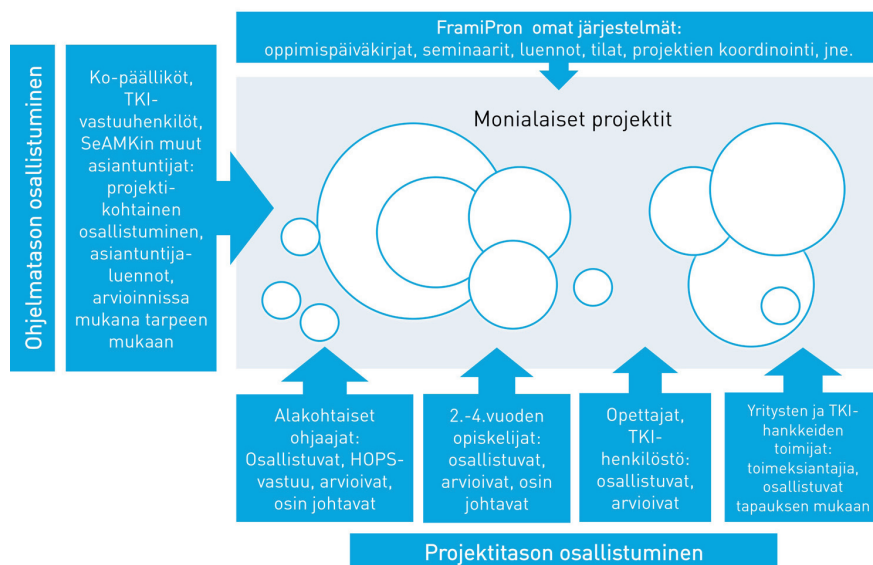 FramiPron omat järjestelmät:
oppimispäiväkirjat, seminaarit, luennot, tilat, projektien koordinointi, jne.
Ohjelmatason osallistuminen
Ko-päälliköt,
TKI-
vastuuhenkilöt,
SeAMKin muut
asiantuntijat:
projekti-
kohtainen
osallistuminen,
asiantuntija-
luennot,
arvioinnissa
mukana tarpeen
mukaan
Monialaiset projektit
Alakohtaiset
ohjaajat:
Osallistuvat, HOPS-
vastuu, arvioivat,
osin johtavat
2.-4.vuoden
opiskelijat:
osallistuvat,
arvioivat, osin
johtavat
Opettajat,
TKI-
henkilöstö:
osallistuvat,
arvioivat
Yritysten ja TKI-
hankkeiden
toimijat:
toimeksiantajia,
osallistuvat
tapauksen mukaan
Projektitason osallistuminen